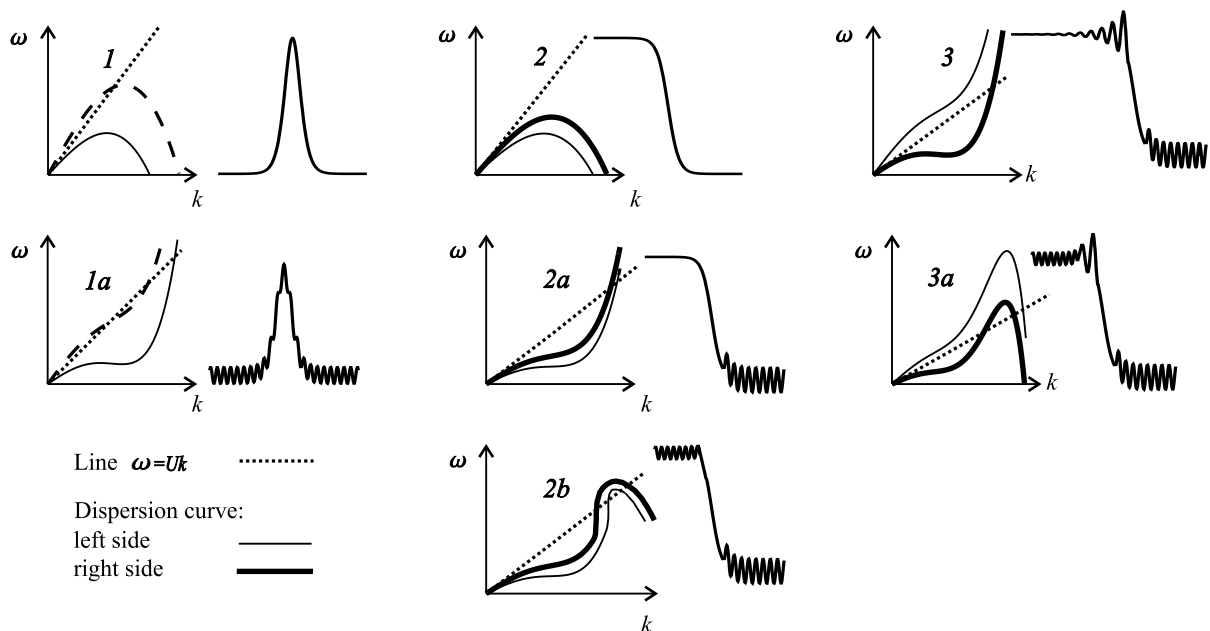 ω 1 k
ω 2 k
ω 3 k
ω 1a k
ω 2a k
ω 3a k
Line ω=Uk
Dispersion curve:
left side
right side
ω 2b k